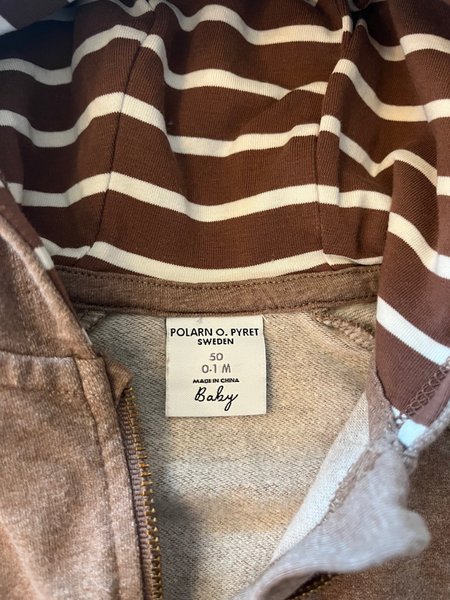 POLARN O. PYRET
SWEDEN
50
0-1 M
MADE IN CHINA
Baby